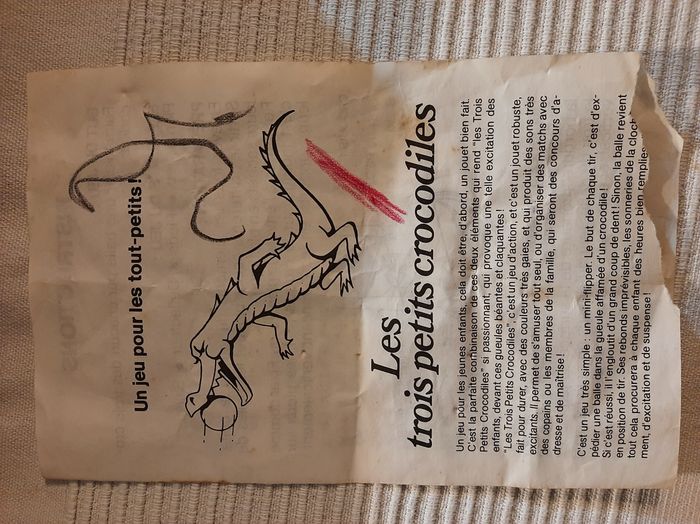 Un jeu pour les tout-petits!
Les
trois petits crocodiles
Un jeu pour les jeunes enfants, cela doit être, d'abord, un jouet bien fait.
C'est la parfaite combinaison de ces deux éléments qui rend "les Trois
Petits Crocodiles" si passionnant, qui provoque une telle excitation des
enfants, devant ces gueules béantes et claquantes!
"Les Trois Petits Crocodiles", c'est un jeu d'action, et c'est un jouet robuste,
fait pour durer, avec des couleurs très gaies, et qui produit des sons très
excitants. Il permet de s'amuser tout seul, ou d'organiser des matchs avec
des copains ou les membres de la famille, qui seront des concours d'a-
dresse et de maîtrise!
C'est un jeu très simple : un mini-flipper. Le but de chaque tir, c'est d'ex-
pédier une balle dans la gueule affamée d'un crocodile!
Si c'est réussi, il l'engloutit d'un grand coup de dent! Sinon, la balle revient
en position de tir. Ses rebonds imprévisibles, les sonneries de la cloch
tout cela procurera à chaque enfant des heures bien remplies
ment, d'excitation et de suspense!